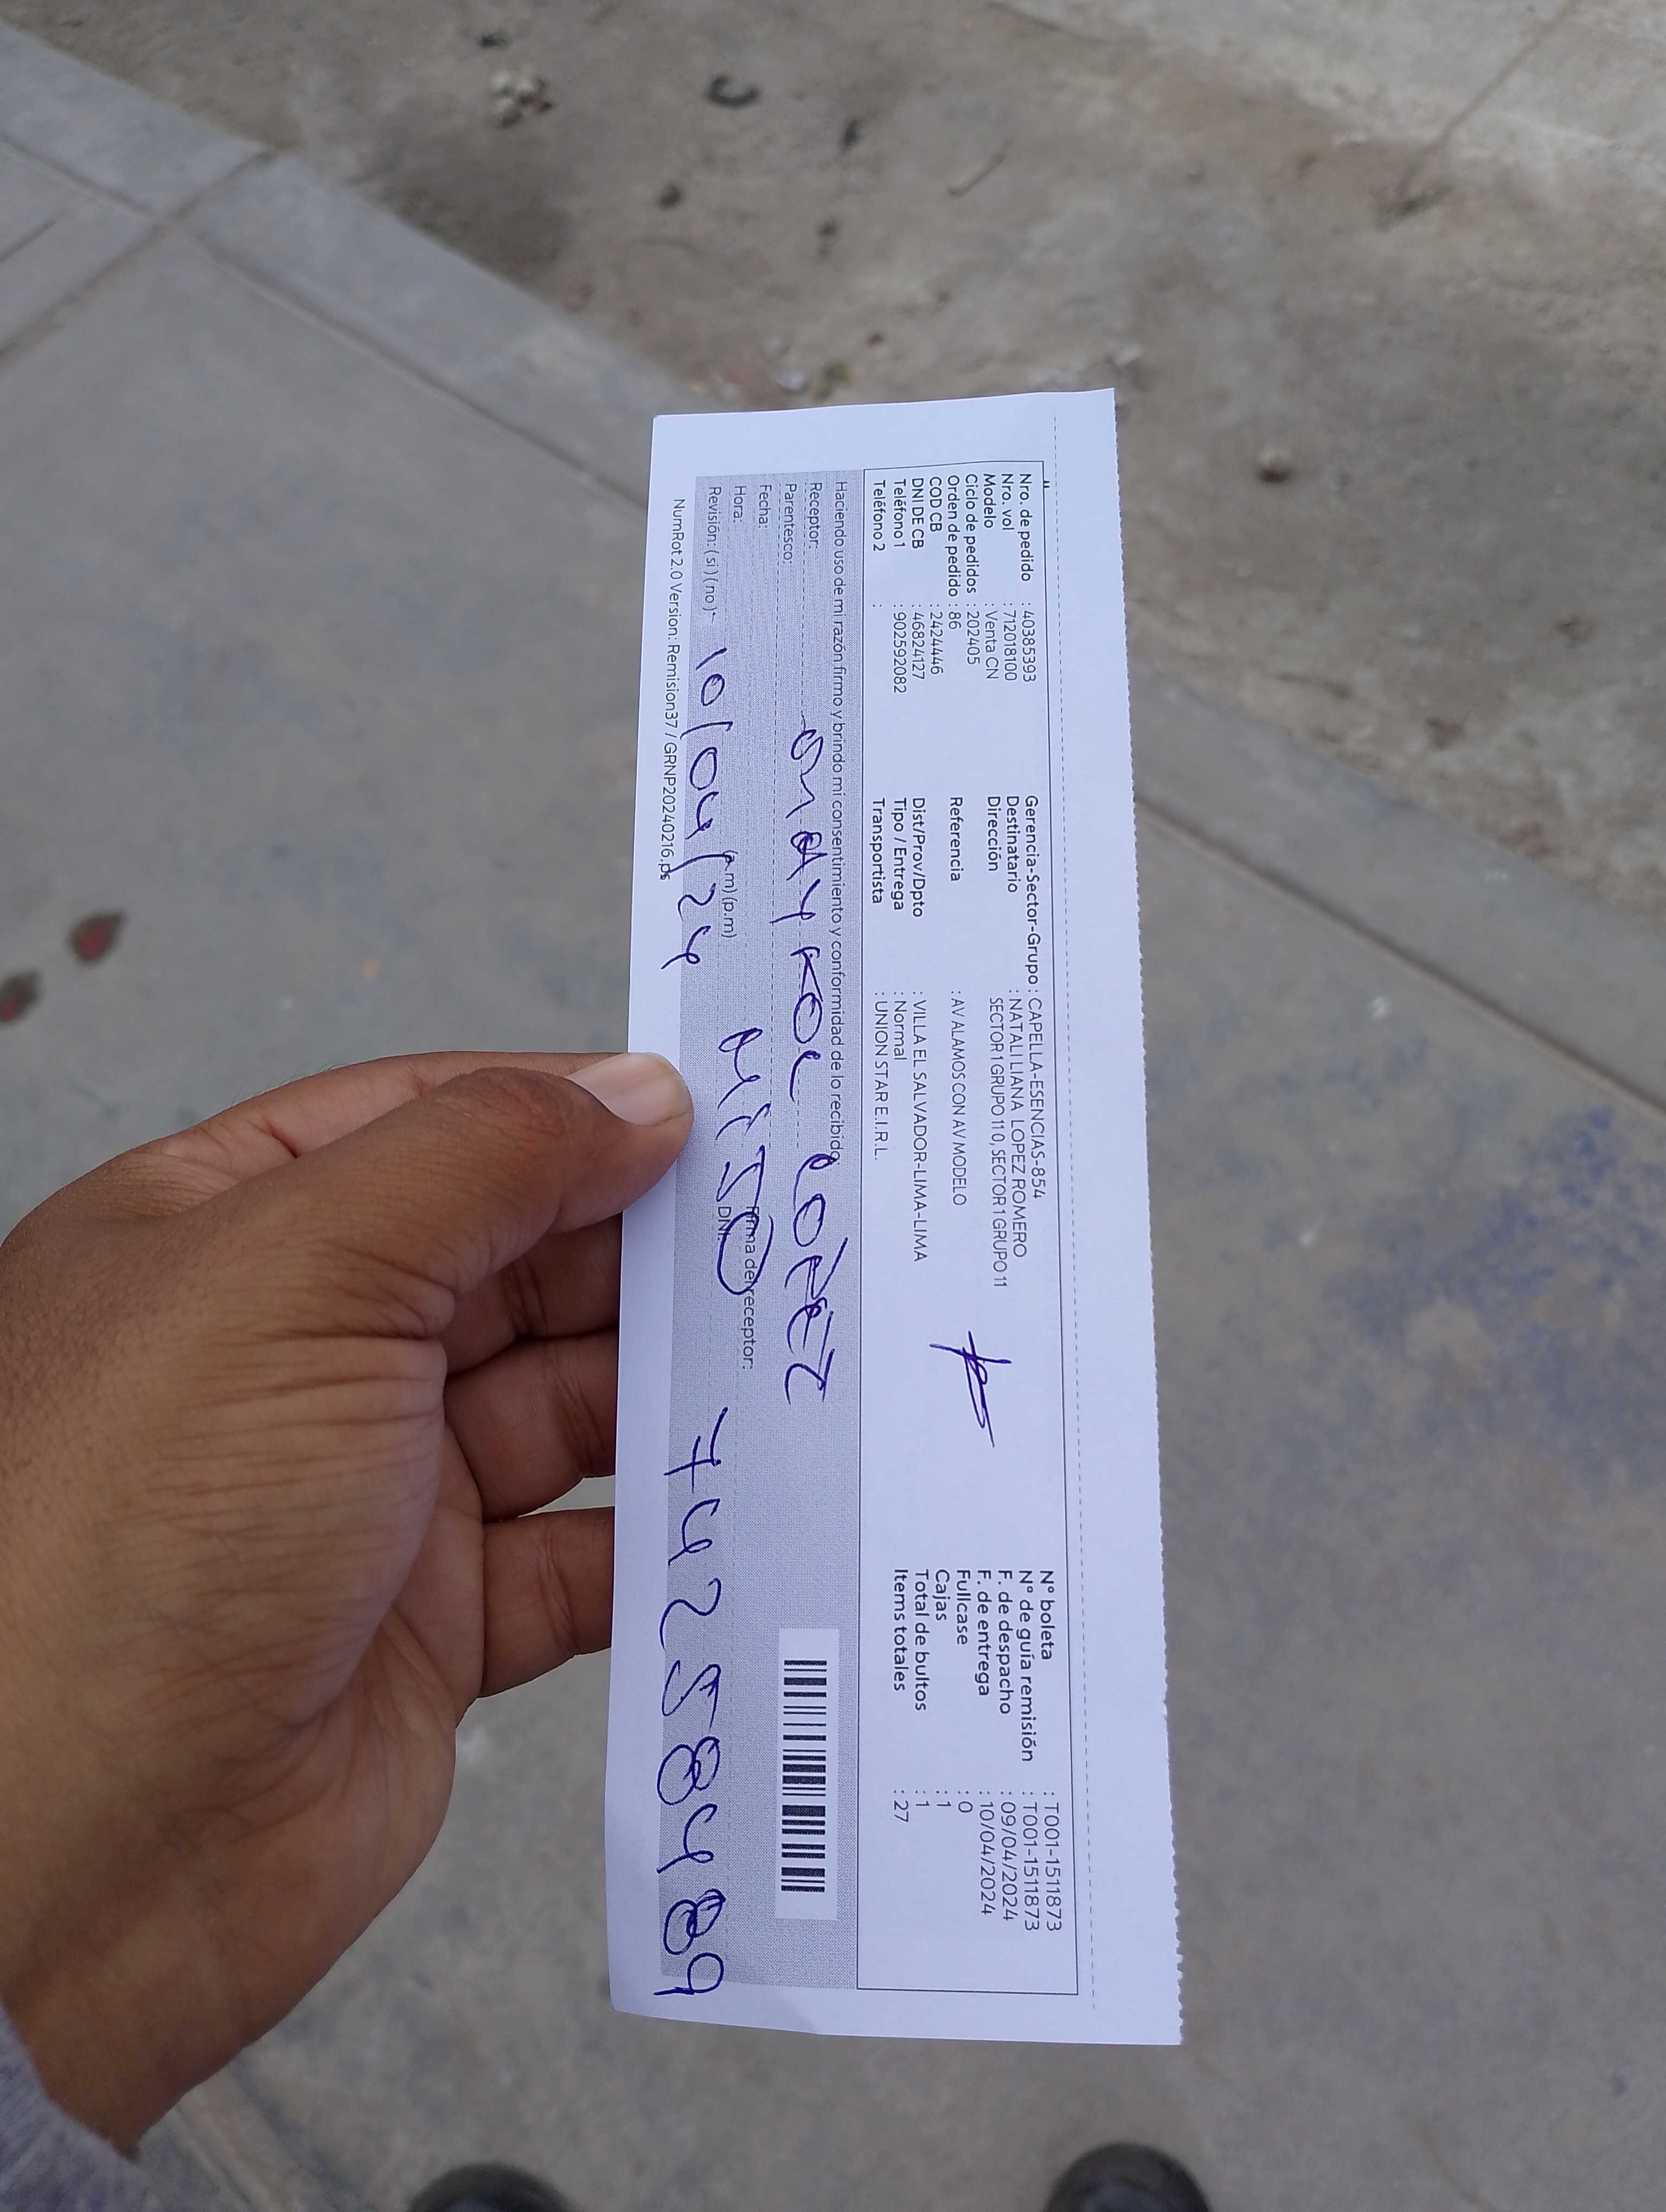 Nro. de pedido : 40385393
Nro. vol : 712018100
Modelo : Venta CN
Ciclo de pedidos : 202405
Orden de pedido : 86
COD CB : 2424446
DNI DE CB : 46824127
Teléfono 1 : 902592082
Teléfono 2 :
Gerencia-Sector-Grupo : CAPELLA-ESENCIAS-854
Destinatario : NATALI LIANA LOPEZ ROMERO
Dirección SECTOR 1 GRUPO 11 0, SECTOR 1 GRUPO 11
Referencia : AV ALAMOS CON AV MODELO
Dist/Prov/Dpto : VILLA EL SALVADOR-LIMA-LIMA
Tipo / Entrega : Normal
Transportista : UNION STAR E.I.R.L.
N° boleta : T001-1511873
N° de guía remisión : T001-1511873
F. de despacho : 09/04/2024
F. de entrega : 10/04/2024
Fullcase : 0
Cajas : 1
Total de bultos : 1
Items totales : 27
Haciendo uso de mi razón firmo y brindo mi consentimiento y conformidad de lo recibido.
Receptor:
Parentesco:
LOPEZ
Fecha:
Hora: (a.m) (p.m)
Firma del receptor:
DNI:
Revisión: (si) (no)
10/04/24
74258489
NumRot 2.0 Version: Remision37 / GRNP20240216.ps